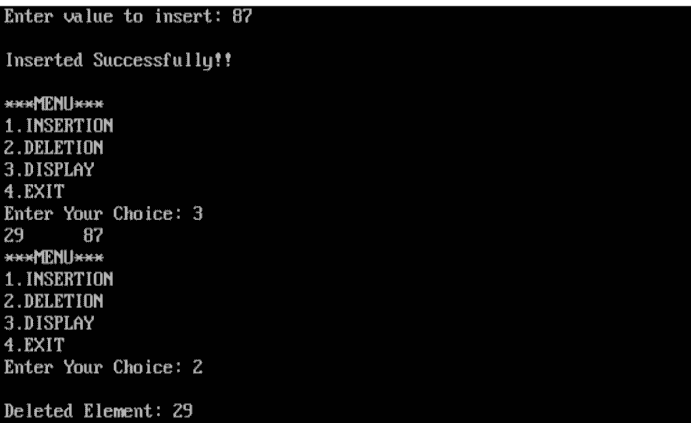 Enter value to insert: 87
Inserted Successfully!!
***MENU***
1.INSERTION
2.DELETION
3.DISPLAY
4.EXIT
Enter Your Choice: 3
29 87
***MENU***
1.INSERTION
2.DELETION
3.DISPLAY
4.EXIT
Enter Your Choice: 2
Deleted Element: 29